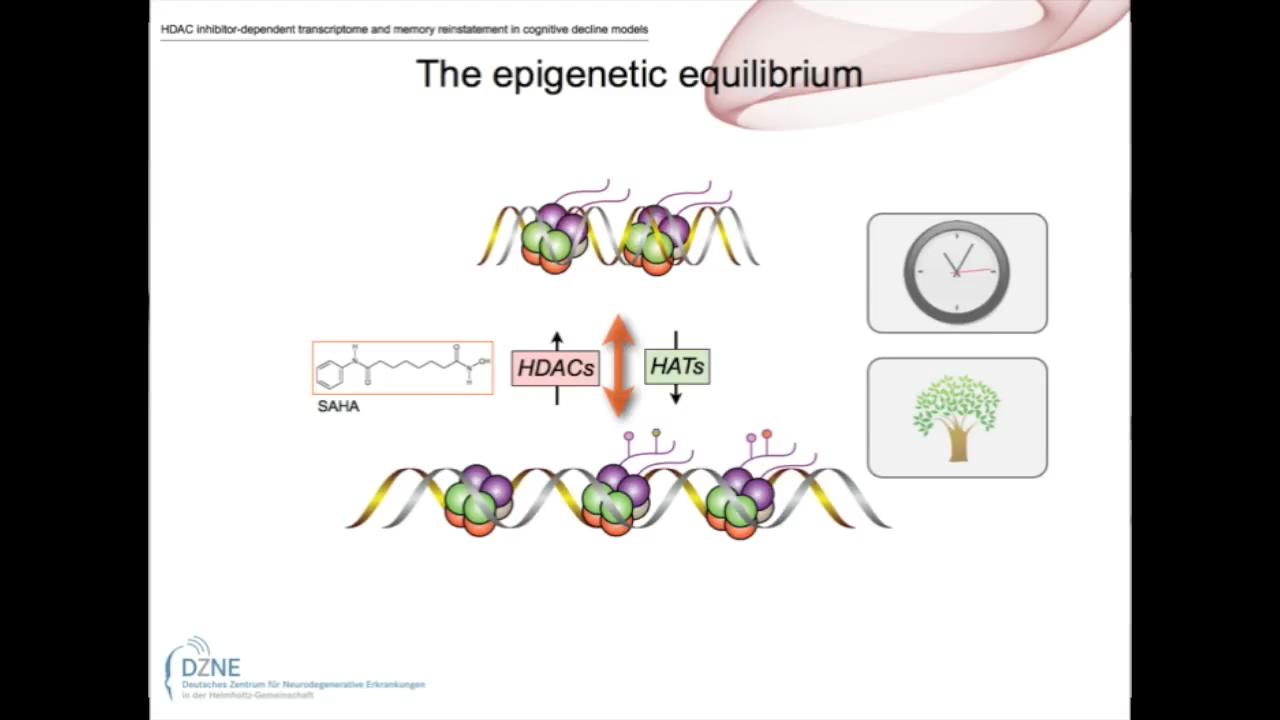 HDAC inhibitor-dependent transcriptome and memory reinstatement in cognitive decline models
The epigenetic equilibrium
H
N
O
O
N
H
OH
SAHA
HDACs
HATs
DZNE
Deutsches Zentrum für Neurodegenerative Erkrankungen
in der Helmholtz-Gemeinschaft